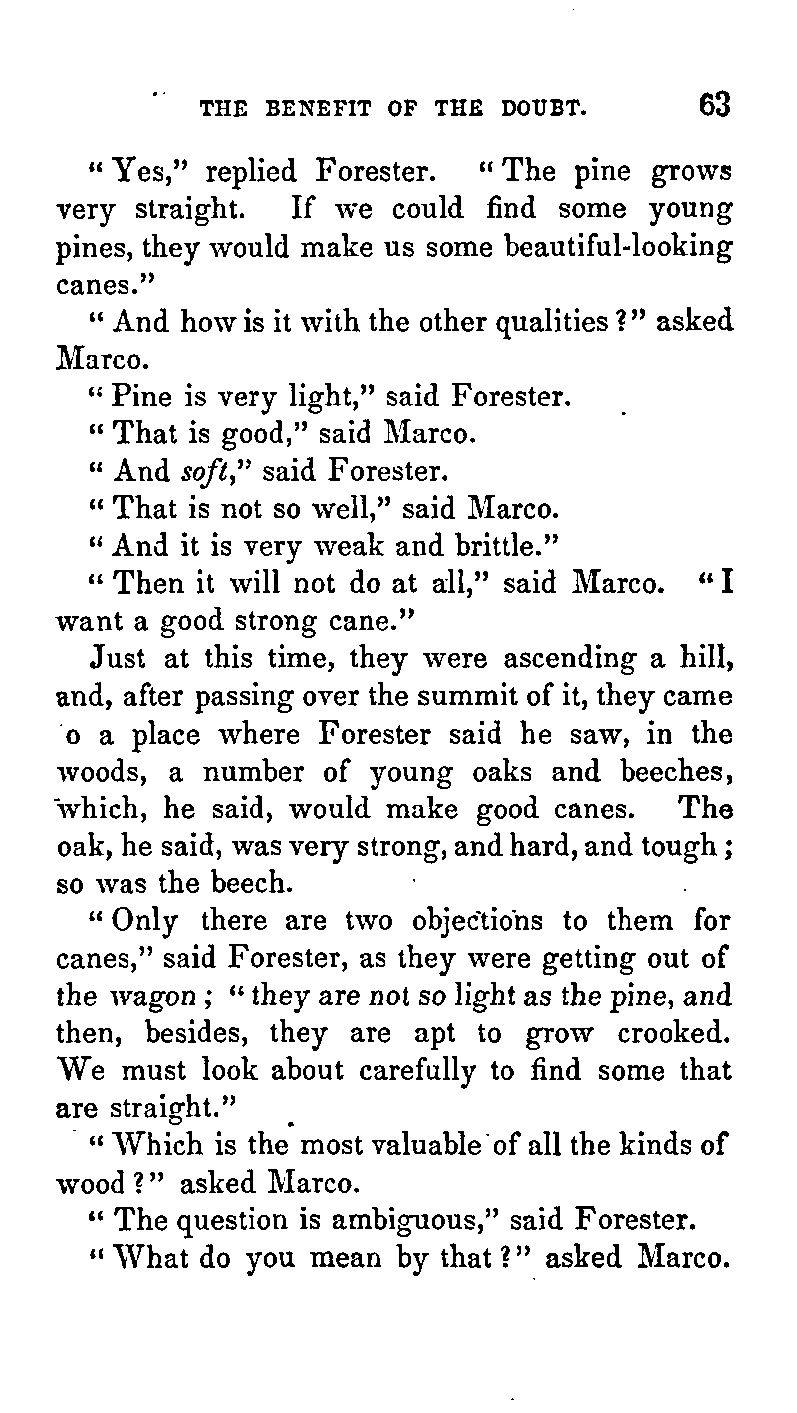 THE BENEFIT OF THE DOUBT. 63
“Yes,” replied Forester. “The pine grows
very straight. If we could find some young
pines, they would make us some beautiful-looking
canes.”
“And how is it with the other qualities?” asked
Marco.
“Pine is very light,” said Forester.
“That is good,” said Marco.
“And soft,” said Forester.
“That is not so well,” said Marco.
“And it is very weak and brittle.”
“Then it will not do at all,” said Marco. “I
want a good strong cane.”
Just at this time, they were ascending a hill,
and, after passing over the summit of it, they came
o a place where Forester said he saw, in the
woods, a number of young oaks and beeches,
which, he said, would make good canes. The
oak, he said, was very strong, and hard, and tough;
so was the beech.
“Only there are two objections to them for
canes,” said Forester, as they were getting out of
the wagon; “they are not so light as the pine, and
then, besides, they are apt to grow crooked.
We must look about carefully to find some that
are straight.”
“Which is the most valuable of all the kinds of
wood?” asked Marco.
“The question is ambiguous,” said Forester.
“What do you mean by that?” asked Marco.